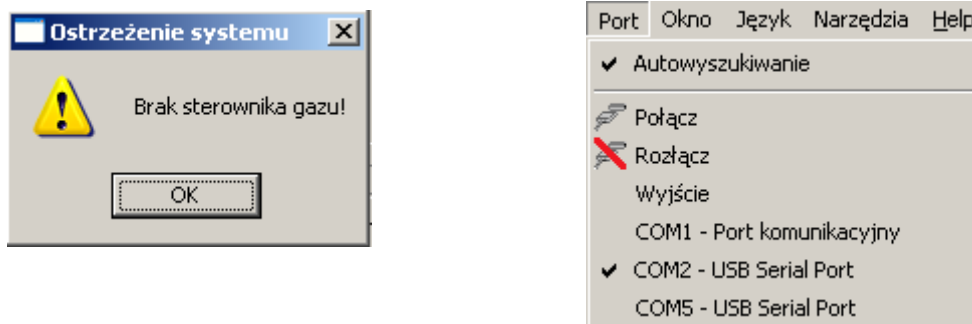 Ostrzeżenie systemu
Brak sterownika gazu!
OK
Port Okno Język Narzędzia Help
Autowyszukiwanie
Połącz
Rozłącz
Wyjście
COM1 - Port komunikacyjny
COM2 - USB Serial Port
COM5 - USB Serial Port